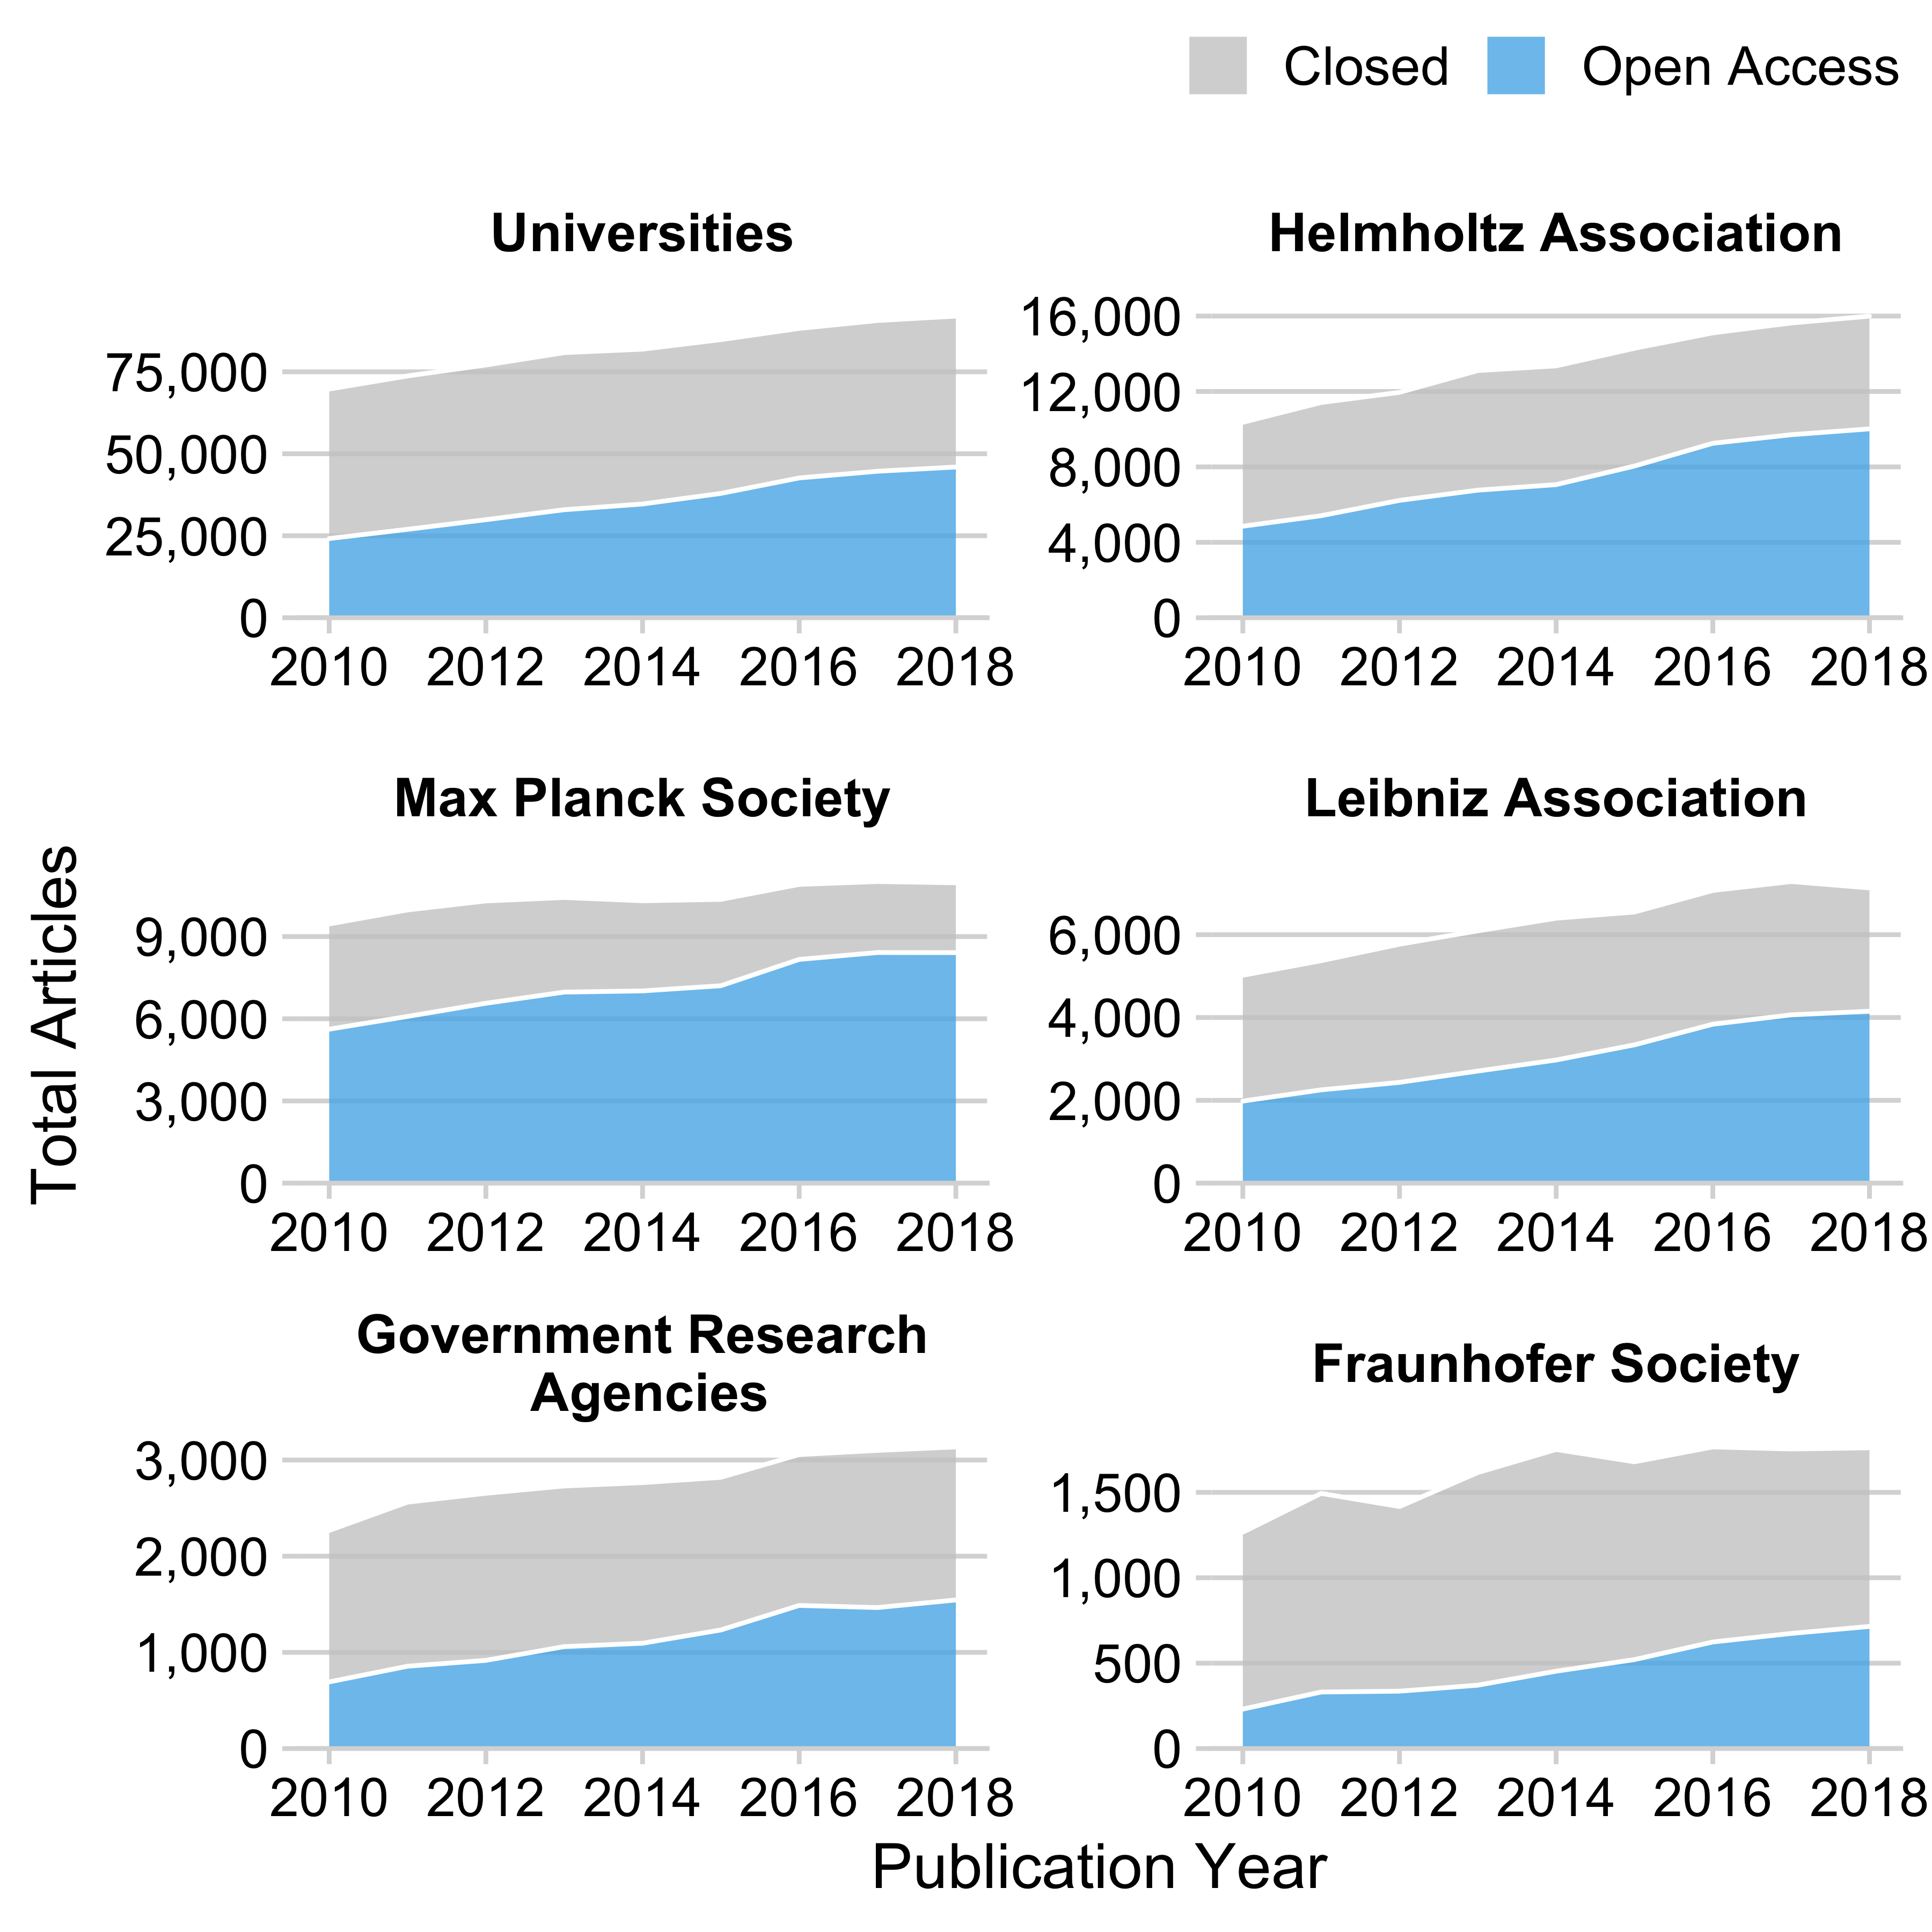 Closed Open Access
Universities
75,000
50,000
25,000
0
2010 2012 2014 2016 2018
Helmholtz Association
16,000
12,000
8,000
4,000
0
2010 2012 2014 2016 2018
Total Articles
Max Planck Society
9,000
6,000
3,000
0
2010 2012 2014 2016 2018
Leibniz Association
6,000
4,000
2,000
0
2010 2012 2014 2016 2018
Government Research
Agencies
3,000
2,000
1,000
0
2010 2012 2014 2016 2018
Fraunhofer Society
1,500
1,000
500
0
2010 2012 2014 2016 2018
Publication Year